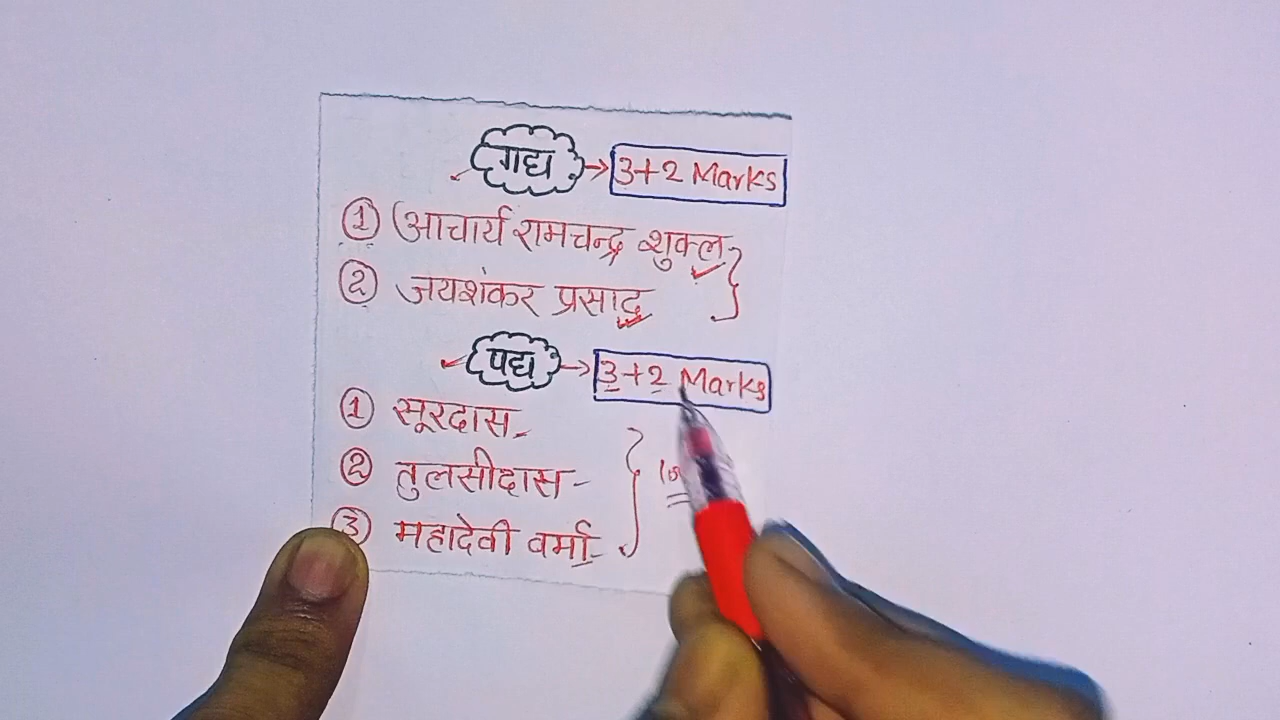 गद्य → 3+2 Marks
① आचार्य रामचन्द्र शुक्ल
② जयशंकर प्रसाद
पद्य → 3+2 Marks
① सूरदास
② तुलसीदास
③ महादेवी वर्मा